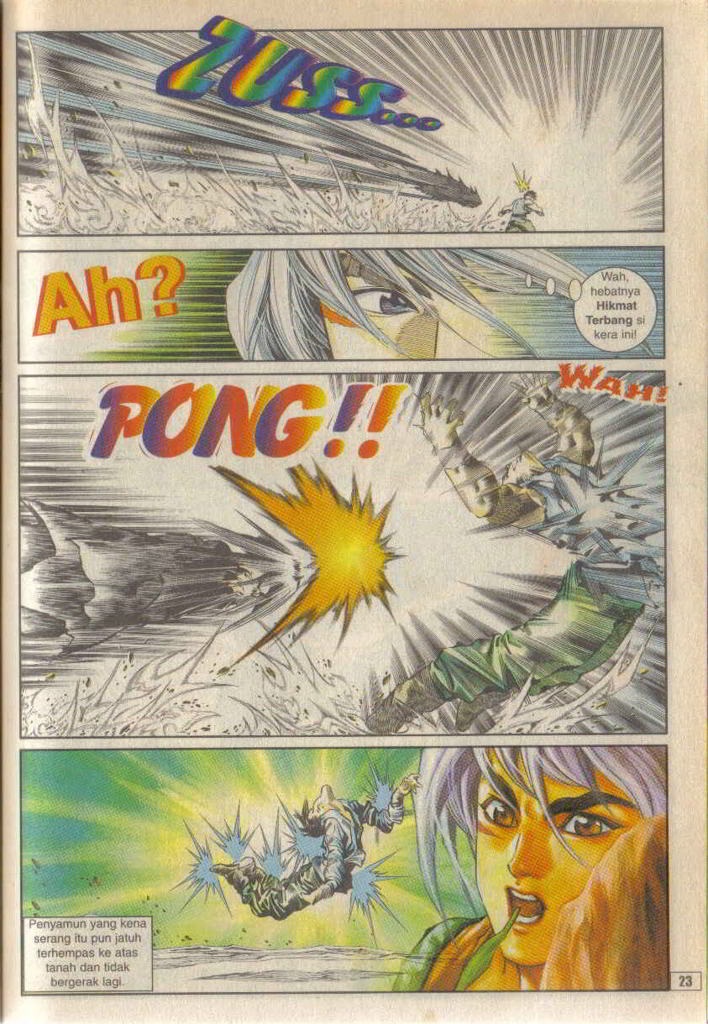 ZUSS...
Ah?
Wah,
hebatnya
Hikmat
Terbang si
kera ini!
PONG!!
WAH!
Penyamun yang kena
serang itu pun jatuh
terhempas ke atas
tanah dan tidak
bergerak lagi.
23